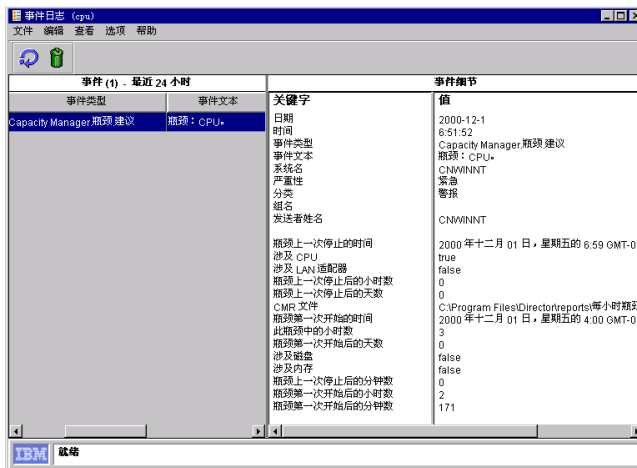 事件日志 (cpu)
文件 编辑 查看 选项 帮助
事件 (1) - 最近 24 小时
事件类型 事件文本
Capacity Manager.瓶颈.建议 瓶颈：CPU。
事件细节
关键字 值
日期 2000-12-1
时间 6:51:52
事件类型 Capacity Manager.瓶颈.建议
事件文本 瓶颈：CPU。
系统名 CNWINNT
严重性 紧急
分类 警报
组名
发送者姓名 CNWINNT
瓶颈上一次停止的时间 2000 年十二月 01 日，星期五的 6:59 GMT-0
涉及 CPU true
涉及 LAN 适配器 false
瓶颈上一次停止后的小时数 0
瓶颈上一次停止后的天数 0
CMR 文件 C:\Program Files\Director\reports\每小时瓶颈
瓶颈第一次开始的时间 2000 年十二月 01 日，星期五的 4:00 GMT-0
此瓶颈中的小时数 3
瓶颈第一次开始后的天数 0
涉及磁盘 false
涉及内存 false
瓶颈上一次停止后的分钟数 0
瓶颈第一次开始后的小时数 2
瓶颈第一次开始后的分钟数 171
IBM 就绪